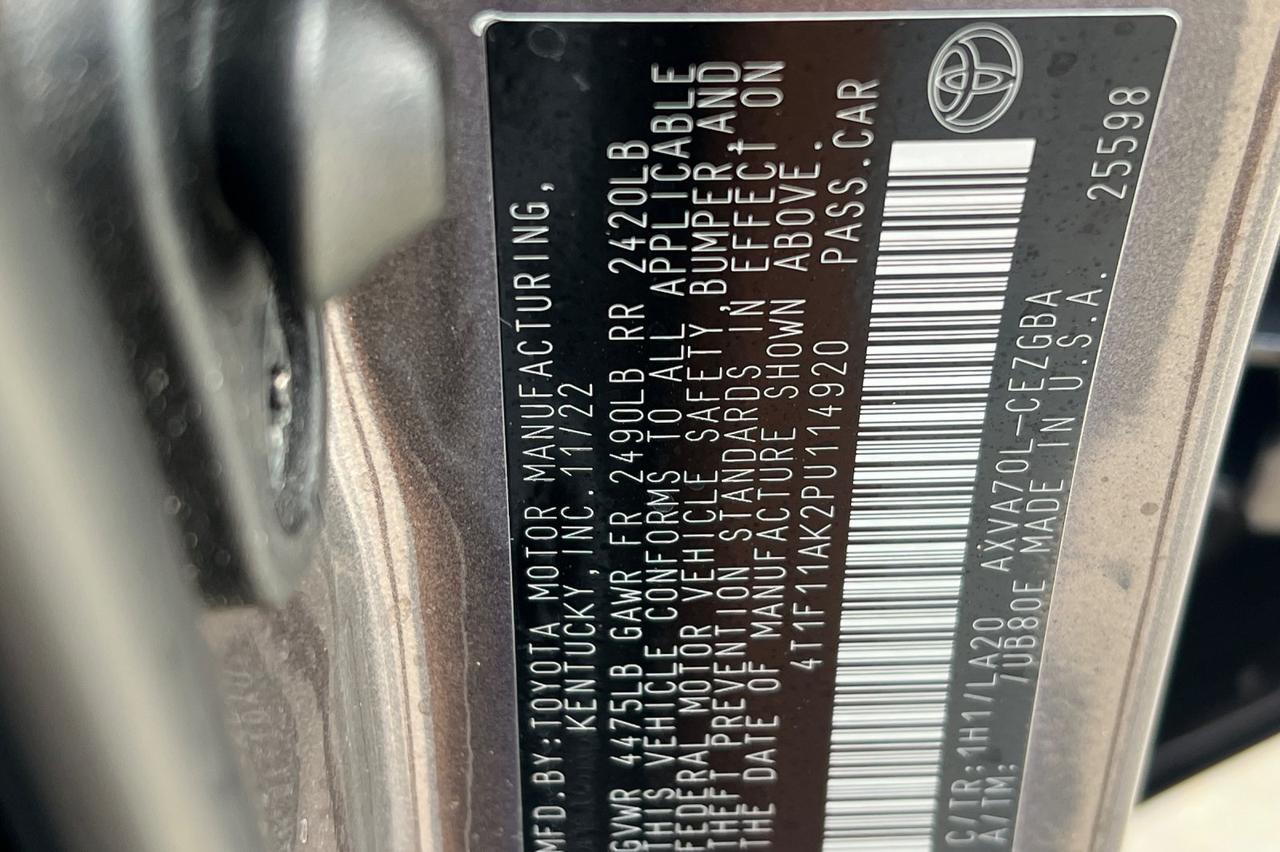 MFD.BY:TOYOTA MOTOR MANUFACTURING,
KENTUCKY,INC.11/22
GVWR 4475LB GAWR FR 2490LB RR 2420LB
THIS VEHICLE CONFORMS TO ALL APPLICABLE
FEDERAL MOTOR VEHICLE SAFETY,BUMPER AND
THEFT PREVENTION STANDARDS IN EFFECT ON
THE DATE OF MANUFACTURE SHOWN ABOVE.
4T1F11AK2PU114920 PASS.CAR
C/TR:1H1/LA20 AXVA70L-CEZGBA
A/TM: /UB80E MADE IN U.S.A. 25598